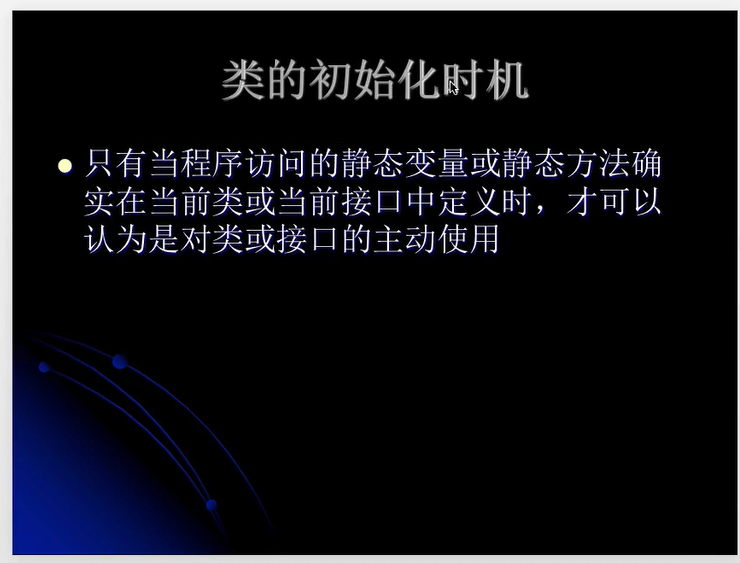 类的初始化时机
只有当程序访问的静态变量或静态方法确
实在当前类或当前接口中定义时，才可以
认为是对类或接口的主动使用